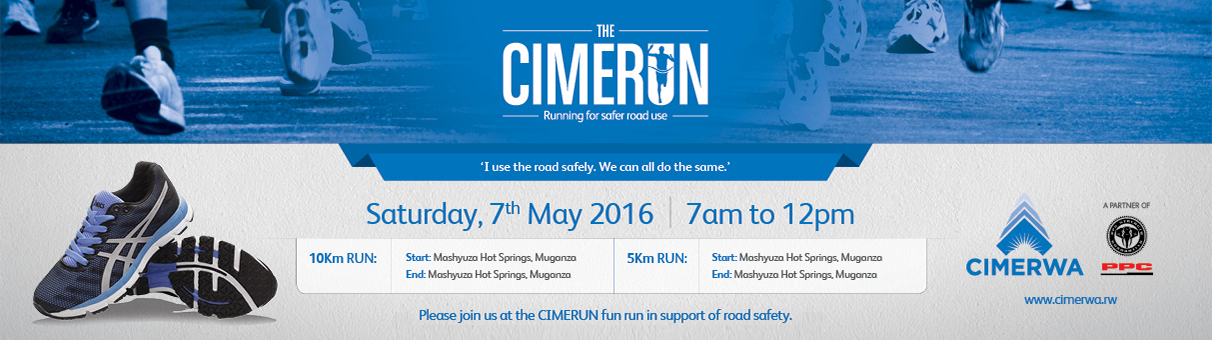 THE
CIMERUN
Running for safer road use
‘I use the road safely. We can all do the same.’
Saturday, 7th May 2016 | 7am to 12pm
10Km RUN:
Start: Mashyuza Hot Springs, Muganza
End: Mashyuza Hot Springs, Muganza
5Km RUN:
Start: Mashyuza Hot Springs, Muganza
End: Mashyuza Hot Springs, Muganza
Please join us at the CIMERUN fun run in support of road safety.
CIMERWA
A PARTNER OF
PPC
www.cimerwa.rw